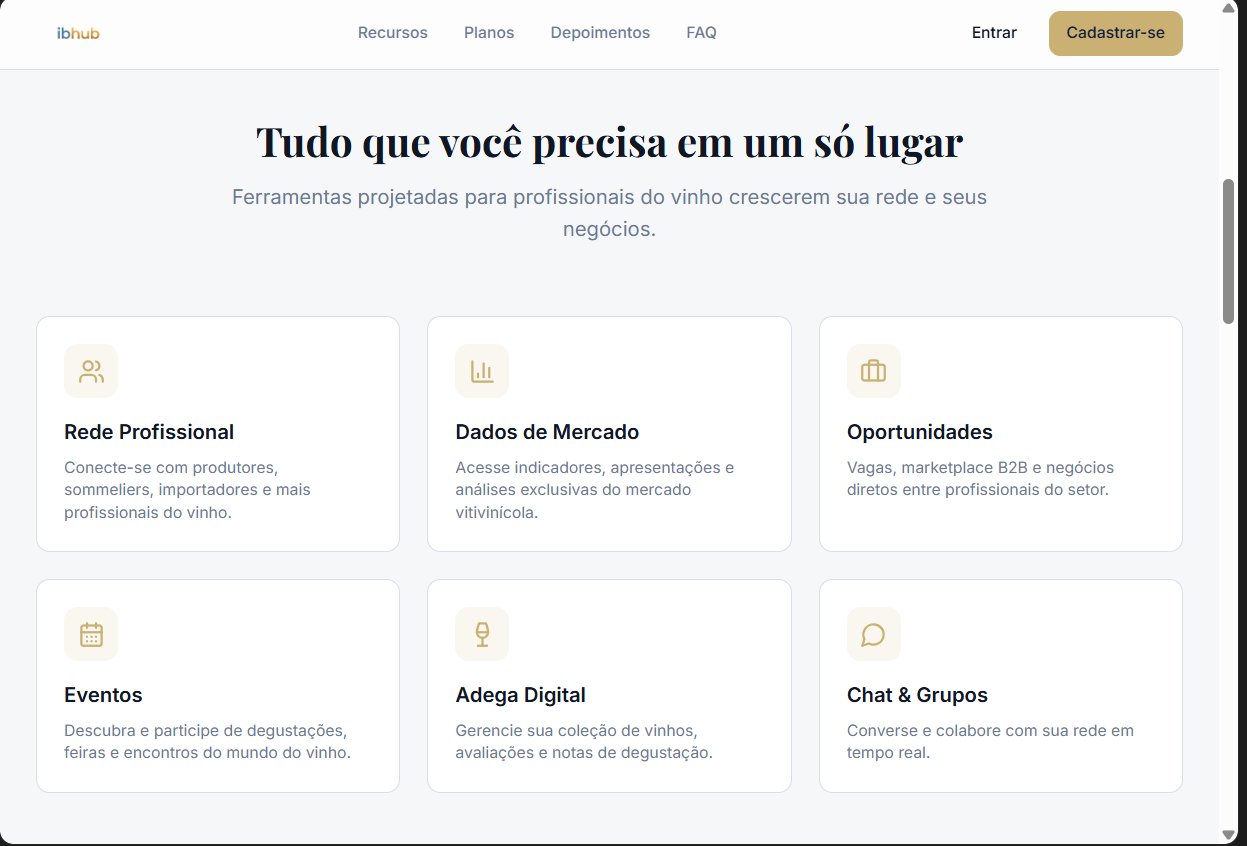 ibhub
Recursos
Planos
Depoimentos
FAQ
Entrar
Cadastrar-se
Tudo que você precisa em um só lugar
Ferramentas projetadas para profissionais do vinho crescerem sua rede e seus
negócios.
Rede Profissional
Conecte-se com produtores,
sommeliers, importadores e mais
profissionais do vinho.
Dados de Mercado
Acesse indicadores, apresentações e
análises exclusivas do mercado
vitivinícola.
Oportunidades
Vagas, marketplace B2B e negócios
diretos entre profissionais do setor.
Eventos
Descubra e participe de degustações,
feiras e encontros do mundo do vinho.
Adega Digital
Gerencie sua coleção de vinhos,
avaliações e notas de degustação.
Chat & Grupos
Converse e colabore com sua rede em
tempo real.